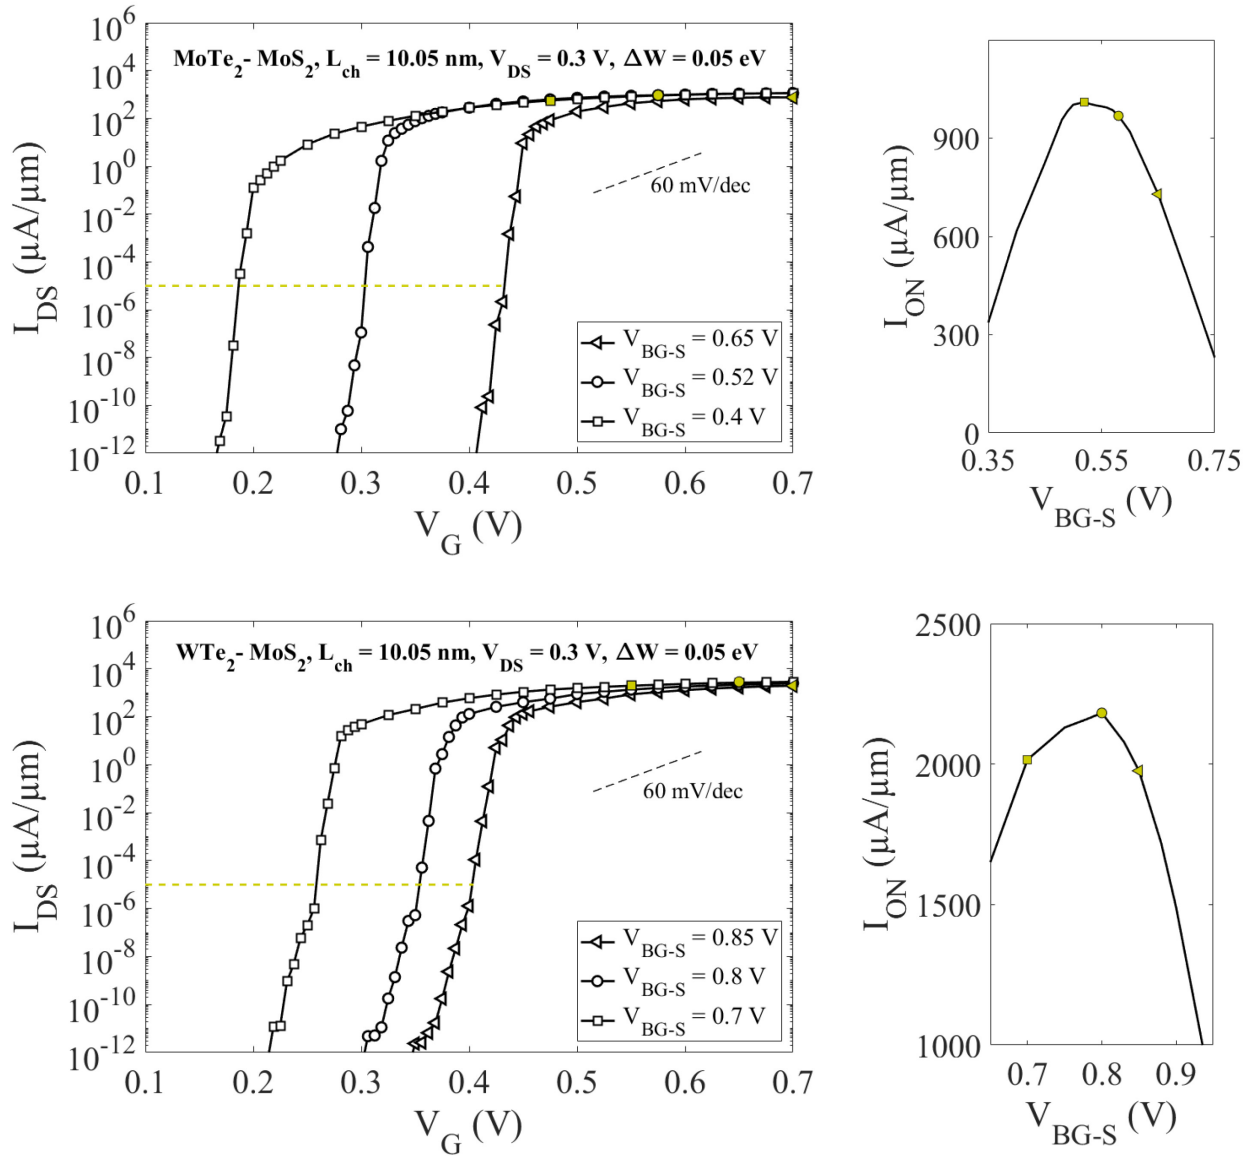 MoTe2- MoS2, Lch = 10.05 nm, VDS = 0.3 V, ΔW = 0.05 eV
10^6
10^4
10^2
10^0
10^-2
10^-4
10^-6
10^-8
10^-10
10^-12
IDS (µA/µm)
60 mV/dec
VBG-S = 0.65 V
VBG-S = 0.52 V
VBG-S = 0.4 V
0.1 0.2 0.3 0.4 0.5 0.6 0.7
VG (V)
900
600
300
0
ION (µA/µm)
0.35 0.55 0.75
VBG-S (V)
WTe2- MoS2, Lch = 10.05 nm, VDS = 0.3 V, ΔW = 0.05 eV
10^6
10^4
10^2
10^0
10^-2
10^-4
10^-6
10^-8
10^-10
10^-12
IDS (µA/µm)
60 mV/dec
VBG-S = 0.85 V
VBG-S = 0.8 V
VBG-S = 0.7 V
0.1 0.2 0.3 0.4 0.5 0.6 0.7
VG (V)
2500
2000
1500
1000
ION (µA/µm)
0.7 0.8 0.9
VBG-S (V)